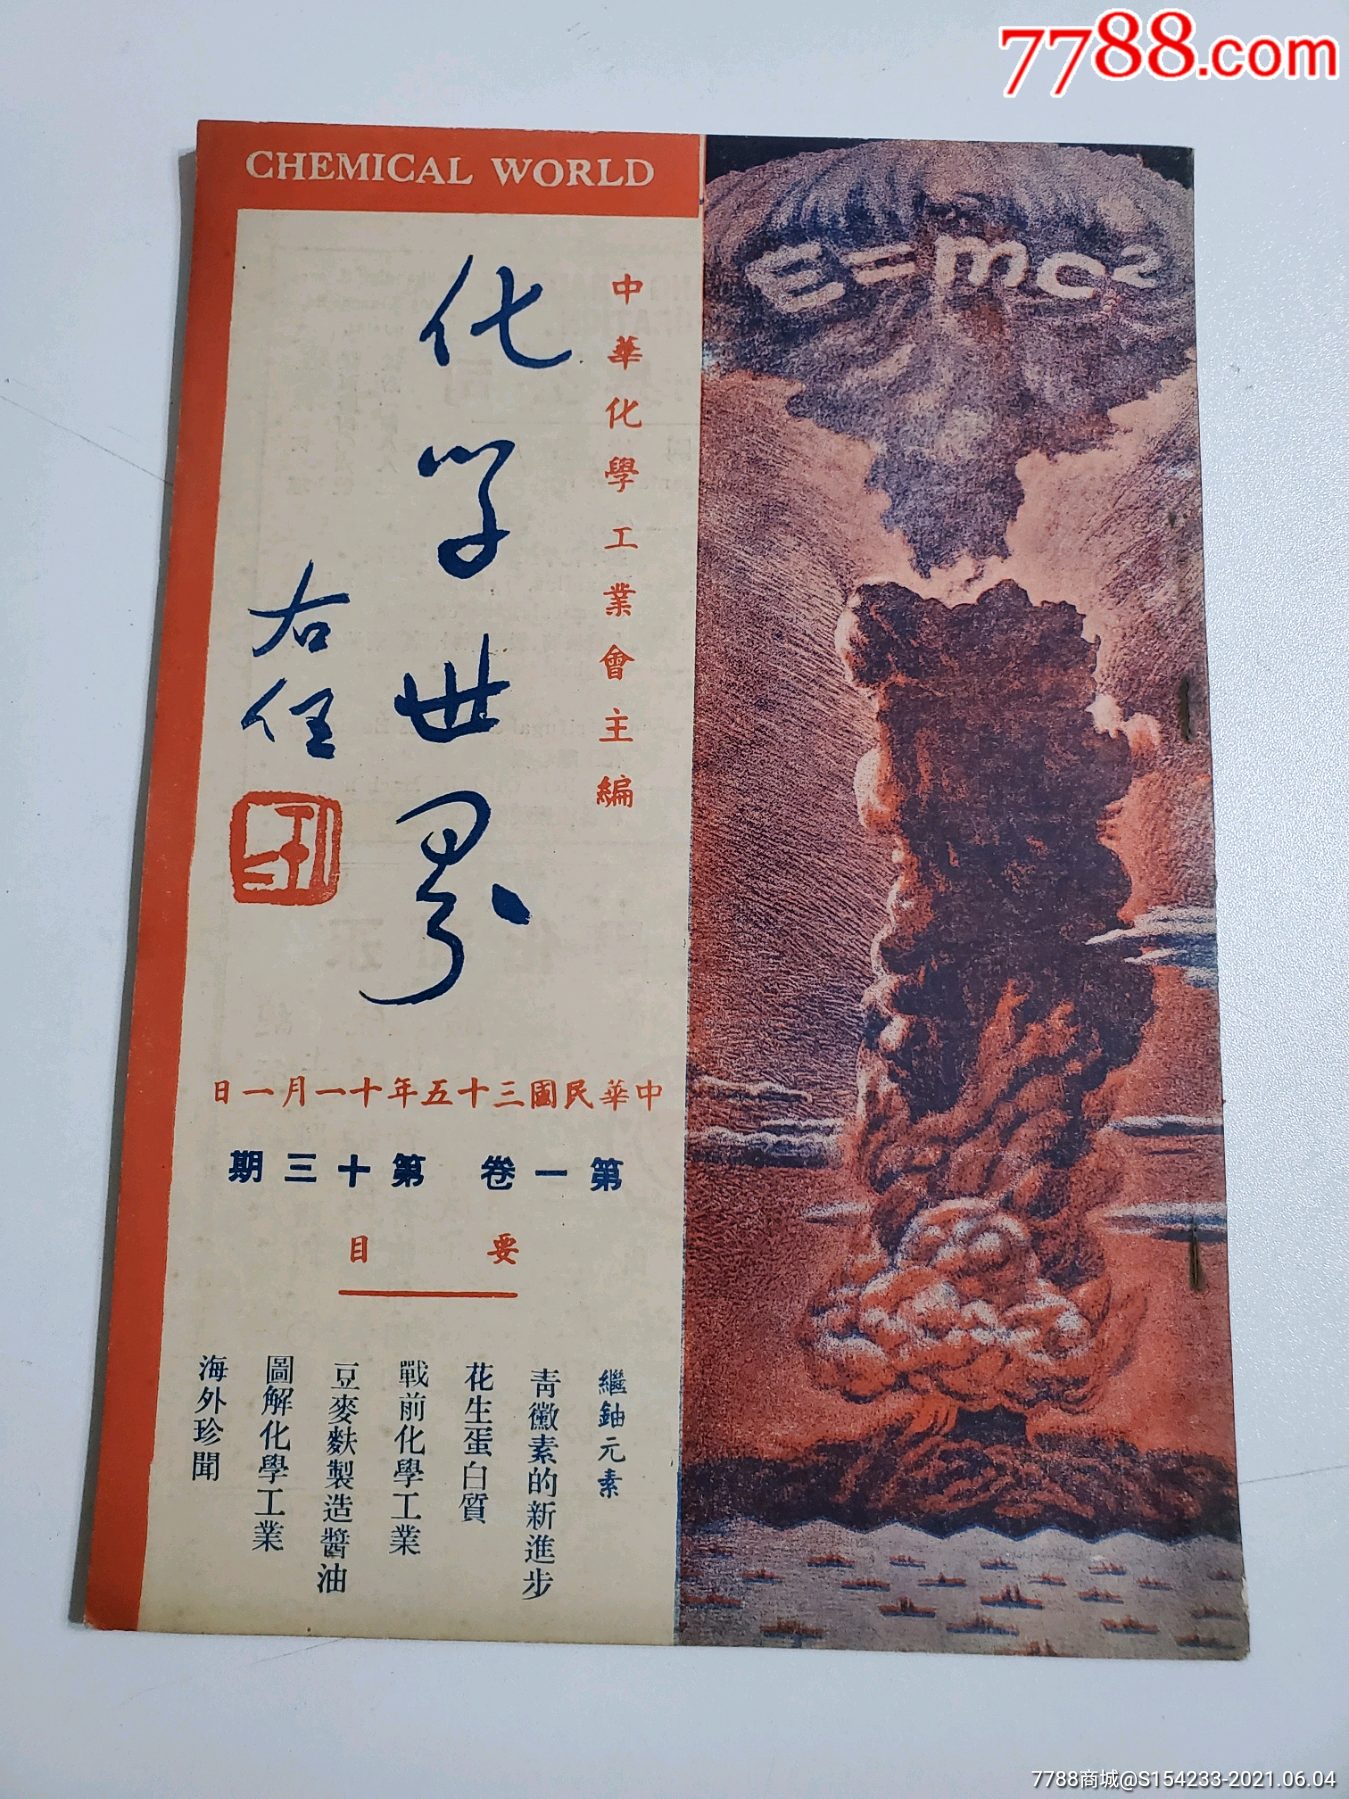 7788.com
CHEMICAL WORLD
E=mc²
中華化學工業會主編
化学世界
右任
中華民國三十五年十一月一日
第一卷 第十三期
要目
繼鈾元素
青黴素的新進步
花生蛋白質
戰前化學工業
豆麥麩製造醬油
圖解化學工業
海外珍聞
7788商城@S154233-2021.06.04